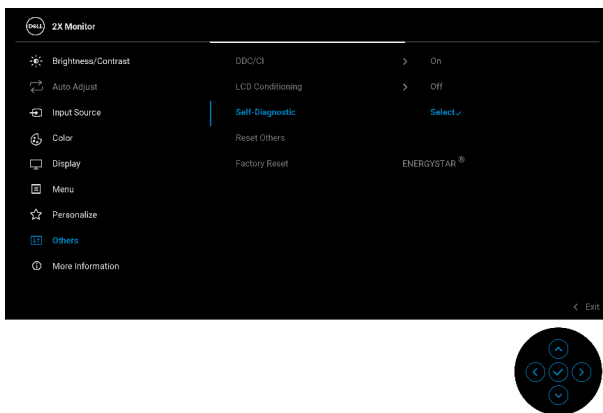 DELL 2X Monitor
Brightness/Contrast DDC/CI > On
Auto Adjust LCD Conditioning > Off
Input Source Self-Diagnostic Select✓
Color Reset Others
Display Factory Reset ENERGYSTAR ®
Menu
Personalize
Others
More Information
< Exit